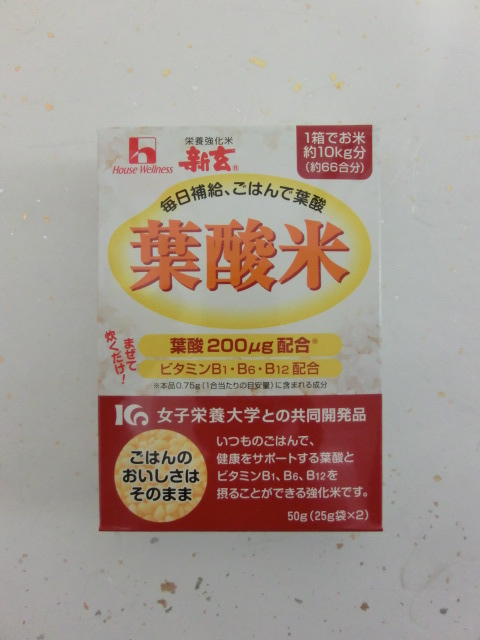 House Wellness
栄養強化米
新玄®
1箱でお米
約10kg分
(約66合分)
毎日補給、ごはんで葉酸
葉酸米
まぜて
炊くだけ!
葉酸200μg配合※
ビタミンB1・B6・B12配合
※本品0.75g(1合当たりの目安量)に含まれる成分
女子栄養大学との共同開発品
ごはんの
おいしさは
そのまま
いつものごはんで、
健康をサポートする葉酸と
ビタミンB1、B6、B12を
摂ることができる強化米です。
50g(25g袋×2)